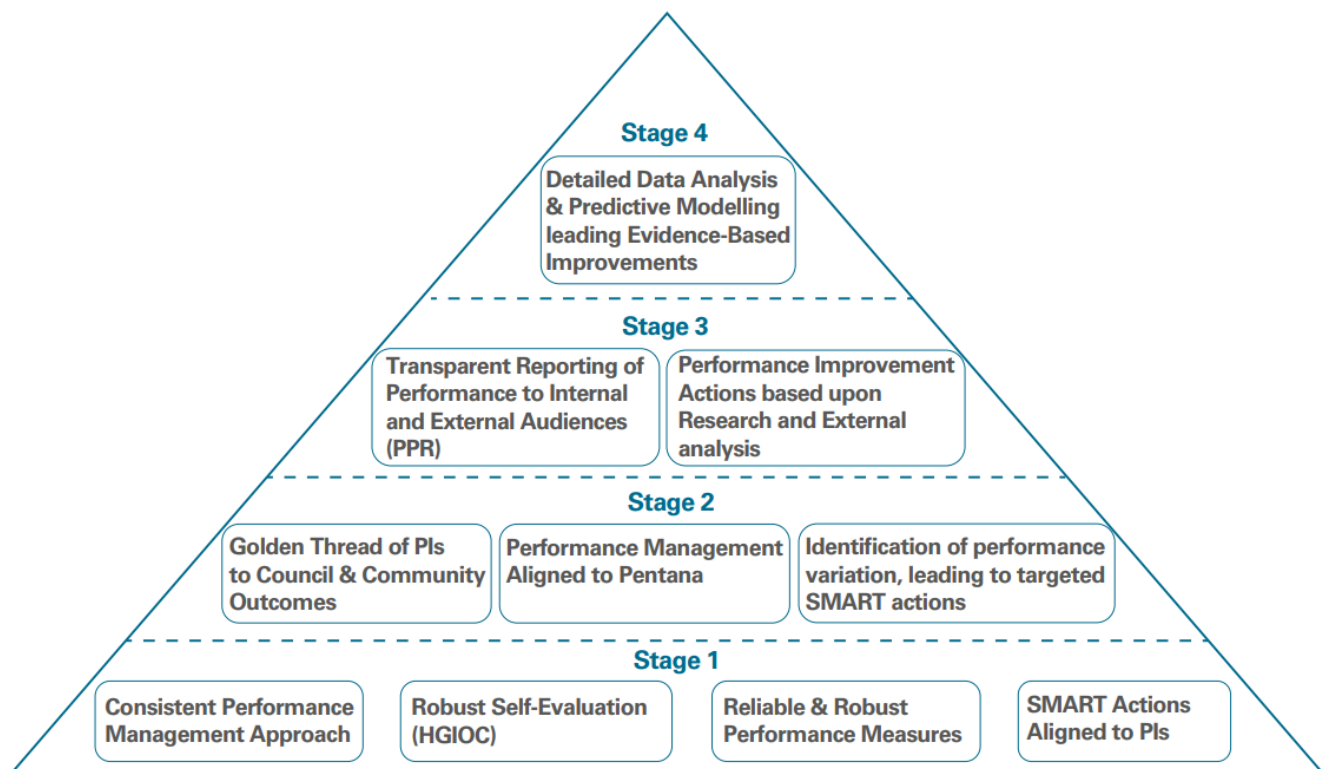 Stage 4
Detailed Data Analysis
& Predictive Modelling
leading Evidence-Based
Improvements
Stage 3
Transparent Reporting of
Performance to Internal
and External Audiences
(PPR)
Performance Improvement
Actions based upon
Research and External
analysis
Stage 2
Golden Thread of PIs
to Council & Community
Outcomes
Performance Management
Aligned to Pentana
Identification of performance
variation, leading to targeted
SMART actions
Stage 1
Consistent Performance
Management Approach
Robust Self-Evaluation
(HGIOC)
Reliable & Robust
Performance Measures
SMART Actions
Aligned to PIs